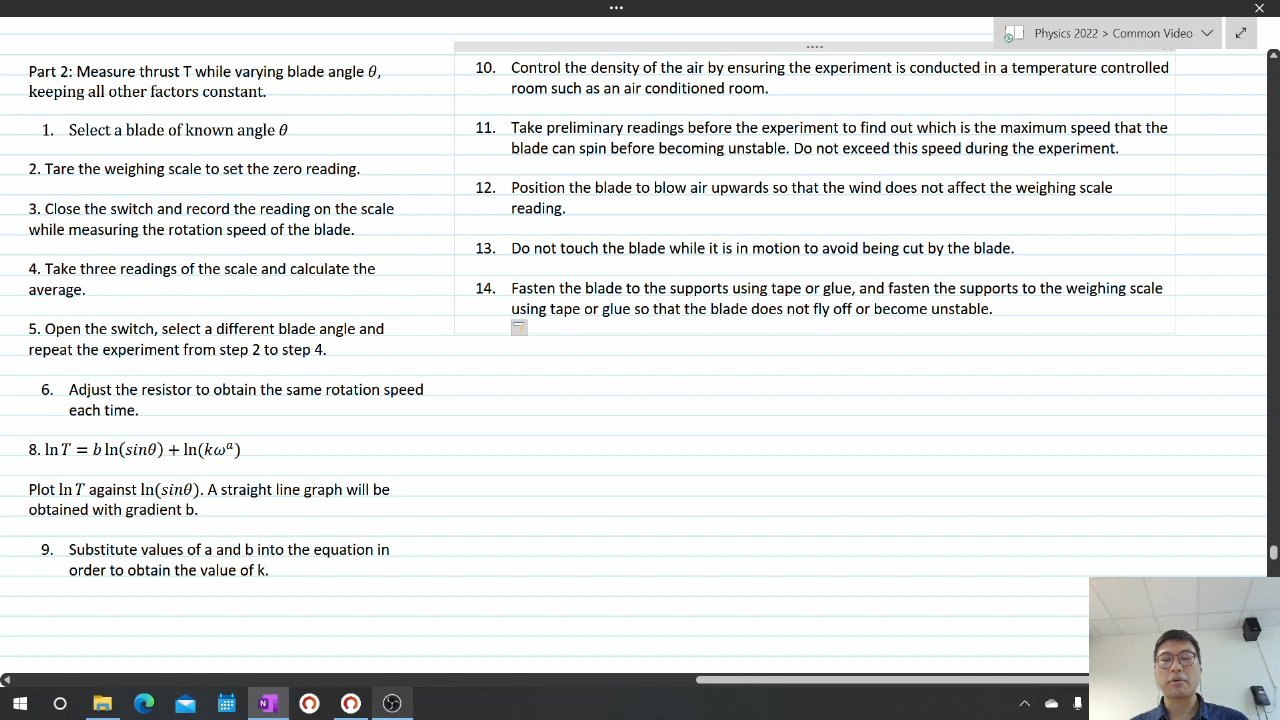 Physics 2022 > Common Video
Part 2: Measure thrust T while varying blade angle θ,
keeping all other factors constant.
1. Select a blade of known angle θ
2. Tare the weighing scale to set the zero reading.
3. Close the switch and record the reading on the scale
while measuring the rotation speed of the blade.
4. Take three readings of the scale and calculate the
average.
5. Open the switch, select a different blade angle and
repeat the experiment from step 2 to step 4.
6. Adjust the resistor to obtain the same rotation speed
each time.
8. ln T = b ln(sinθ) + ln(kωᵃ)
Plot ln T against ln(sinθ). A straight line graph will be
obtained with gradient b.
9. Substitute values of a and b into the equation in
order to obtain the value of k.
10. Control the density of the air by ensuring the experiment is conducted in a temperature controlled
room such as an air conditioned room.
11. Take preliminary readings before the experiment to find out which is the maximum speed that the
blade can spin before becoming unstable. Do not exceed this speed during the experiment.
12. Position the blade to blow air upwards so that the wind does not affect the weighing scale
reading.
13. Do not touch the blade while it is in motion to avoid being cut by the blade.
14. Fasten the blade to the supports using tape or glue, and fasten the supports to the weighing scale
using tape or glue so that the blade does not fly off or become unstable.